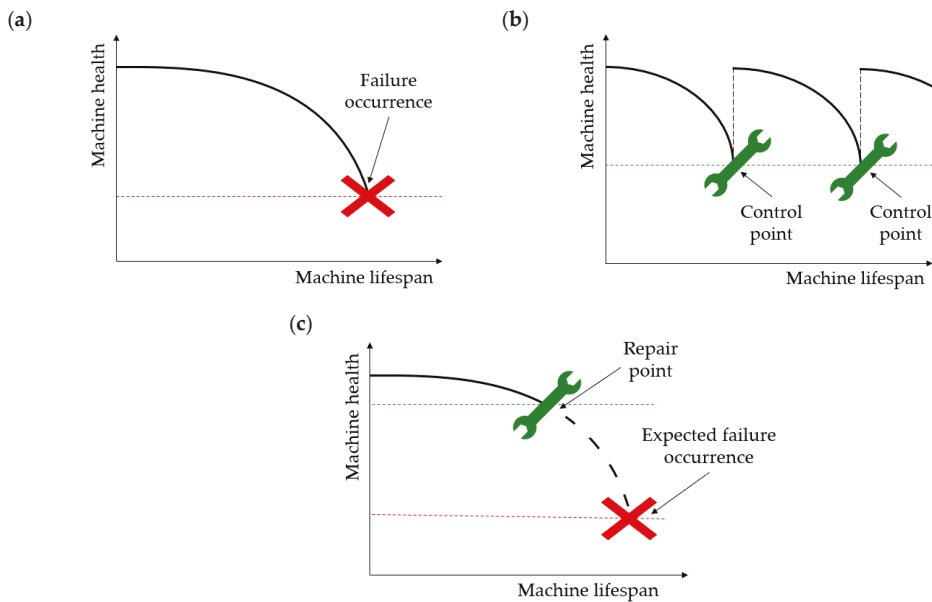 (a)
Machine health
Failure
occurrence
Machine lifespan
(b)
Machine health
Control
point
Control
point
Machine lifespan
(c)
Machine health
Repair
point
Expected failure
occurrence
Machine lifespan